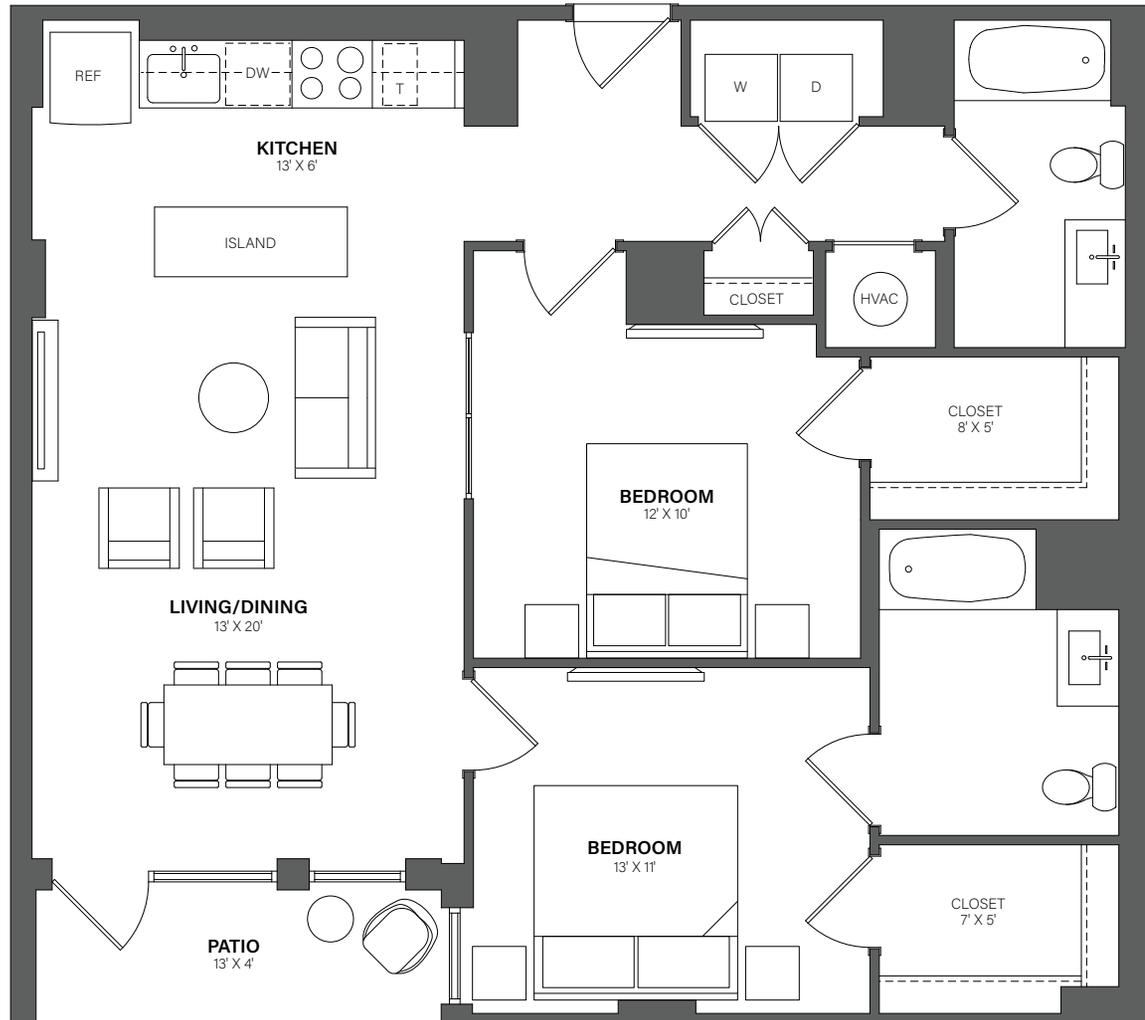 REF
DW
T
W
D
KITCHEN
13' X 6'
ISLAND
CLOSET
HVAC
CLOSET
8' X 5'
BEDROOM
12' X 10'
LIVING/DINING
13' X 20'
BEDROOM
13' X 11'
CLOSET
7' X 5'
PATIO
13' X 4'